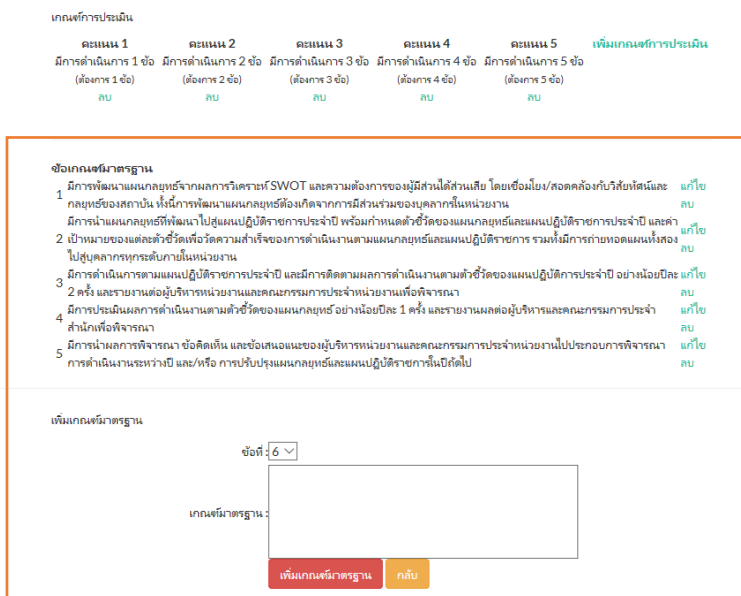 เกณฑ์การประเมิน
คะแนน 1 คะแนน 2 คะแนน 3 คะแนน 4 คะแนน 5 เพิ่มเกณฑ์การประเมิน
มีการดำเนินการ 1 ข้อ มีการดำเนินการ 2 ข้อ มีการดำเนินการ 3 ข้อ มีการดำเนินการ 4 ข้อ มีการดำเนินการ 5 ข้อ
(ต้องการ 1 ข้อ) (ต้องการ 2 ข้อ) (ต้องการ 3 ข้อ) (ต้องการ 4 ข้อ) (ต้องการ 5 ข้อ)
ลบ ลบ ลบ ลบ ลบ
ข้อเกณฑ์มาตรฐาน
1 มีการพัฒนาแผนกลยุทธ์จากผลการวิเคราะห์ SWOT และความต้องการของผู้มีส่วนได้ส่วนเสีย โดยเชื่อมโยง/สอดคล้องกับวิสัยทัศน์และ แก้ไข
กลยุทธ์ของสถาบัน ทั้งนี้การพัฒนาแผนกลยุทธ์ต้องเกิดจากการมีส่วนร่วมของบุคลากรในหน่วยงาน ลบ
มีการนำแผนกลยุทธ์ที่พัฒนาไปสู่แผนปฏิบัติราชการประจำปี พร้อมกำหนดตัวชี้วัดของแผนกลยุทธ์และแผนปฏิบัติราชการประจำปี และค่า แก้ไข
2 เป้าหมายของแต่ละตัวชี้วัดเพื่อวัดความสำเร็จของการดำเนินงานตามแผนกลยุทธ์และแผนปฏิบัติราชการ รวมทั้งมีการถ่ายทอดแผนทั้งสอง
ไปสู่บุคลากรทุกระดับภายในหน่วยงาน ลบ
3 มีการดำเนินการตามแผนปฏิบัติราชการประจำปี และมีการติดตามผลการดำเนินงานตามตัวชี้วัดของแผนปฏิบัติการประจำปี อย่างน้อยปีละ แก้ไข
2 ครั้ง และรายงานต่อผู้บริหารหน่วยงานและคณะกรรมการประจำหน่วยงานเพื่อพิจารณา ลบ
4 มีการประเมินผลการดำเนินงานตามตัวชี้วัดของแผนกลยุทธ์ อย่างน้อยปีละ 1 ครั้ง และรายงานผลต่อผู้บริหารและคณะกรรมการประจำ แก้ไข
สำนักเพื่อพิจารณา ลบ
5 มีการนำผลการพิจารณา ข้อคิดเห็น และข้อเสนอแนะของผู้บริหารหน่วยงานและคณะกรรมการประจำหน่วยงานไปประกอบการพิจารณา แก้ไข
การดำเนินงานระหว่างปี และ/หรือ การปรับปรุงแผนกลยุทธ์และแผนปฏิบัติราชการในปีถัดไป ลบ
เพิ่มเกณฑ์มาตรฐาน
ข้อที่ : 6
เกณฑ์มาตรฐาน :
เพิ่มเกณฑ์มาตรฐาน กลับ